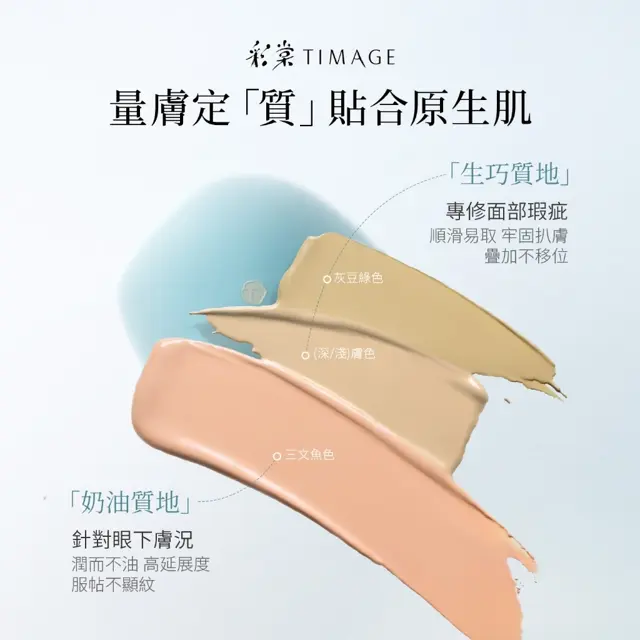 彩棠 TIMAGE
量膚定「質」貼合原生肌
「生巧質地」
專修面部瑕疵
順滑易取 牢固扒膚
疊加不移位
灰豆綠色
(深/淺)膚色
三文魚色
「奶油質地」
針對眼下膚況
潤而不油 高延展度
服帖不顯紋